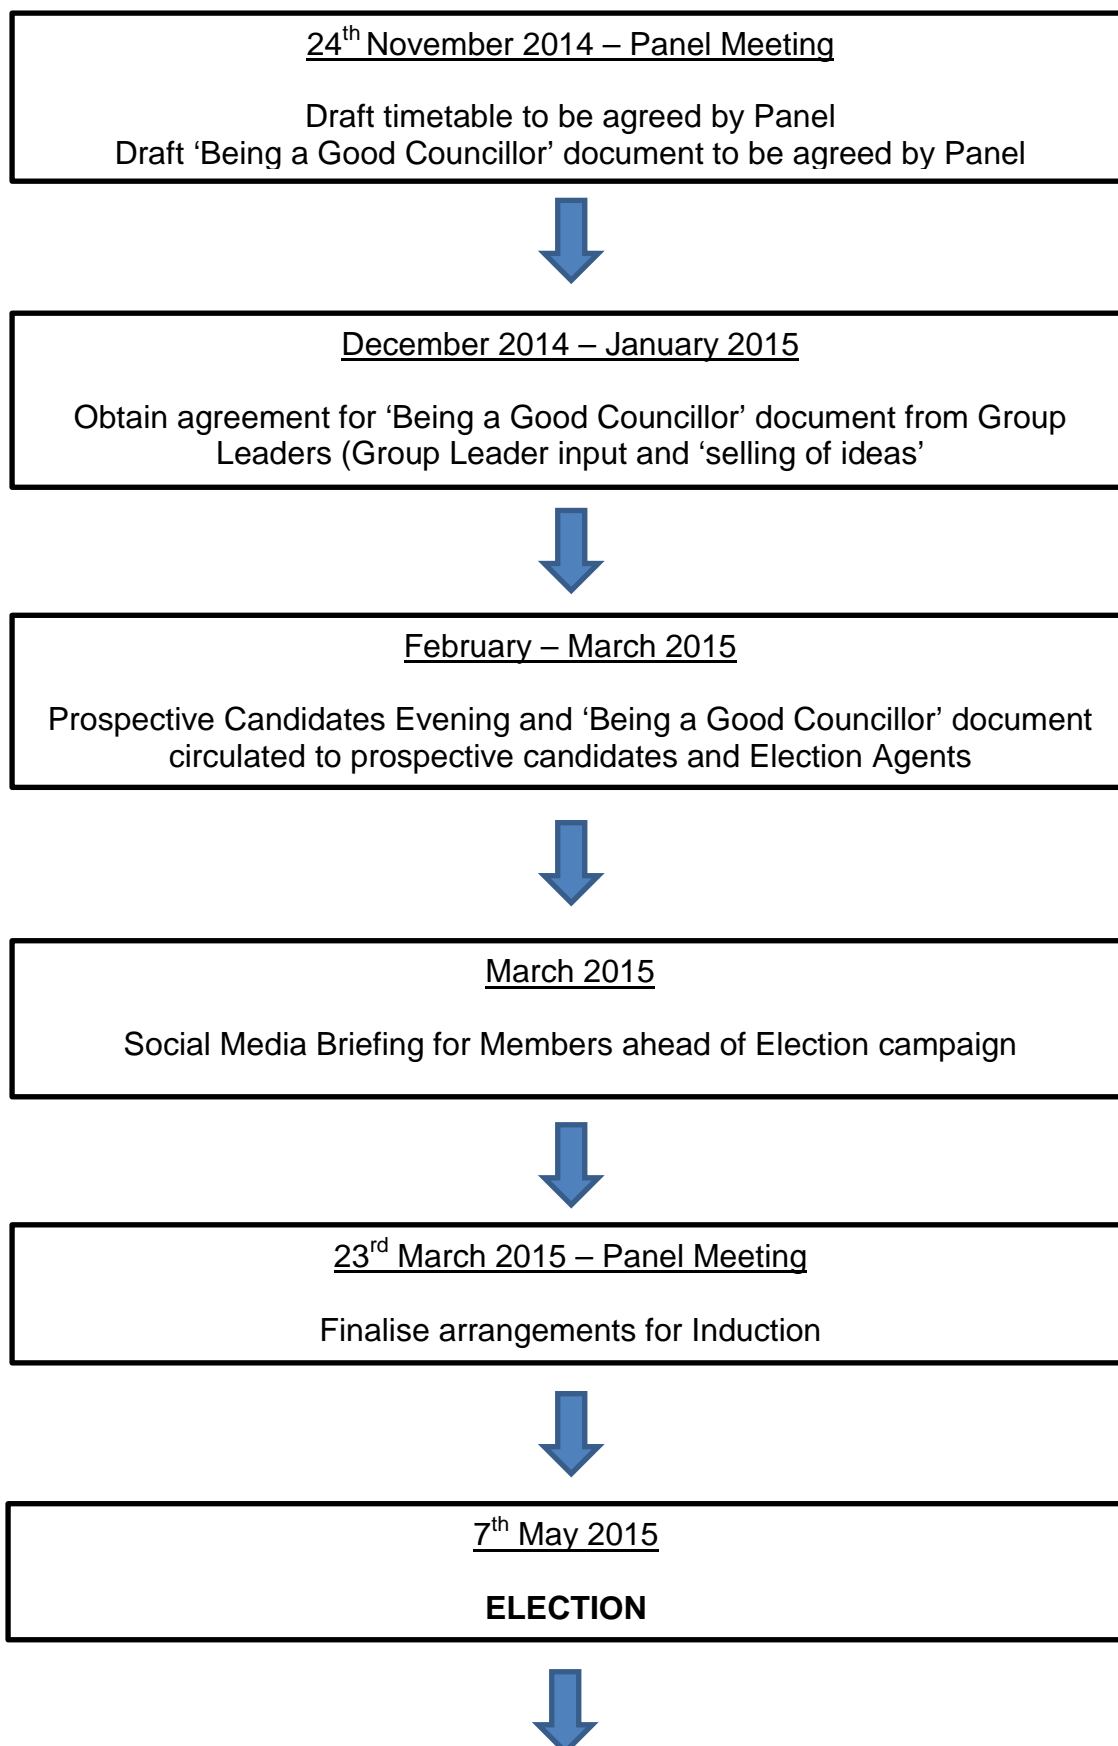 24th November 2014 – Panel Meeting
Draft timetable to be agreed by Panel
Draft ‘Being a Good Councillor’ document to be agreed by Panel
December 2014 – January 2015
Obtain agreement for ‘Being a Good Councillor’ document from Group
Leaders (Group Leader input and ‘selling of ideas’
February – March 2015
Prospective Candidates Evening and ‘Being a Good Councillor’ document
circulated to prospective candidates and Election Agents
March 2015
Social Media Briefing for Members ahead of Election campaign
23rd March 2015 – Panel Meeting
Finalise arrangements for Induction
7th May 2015
ELECTION